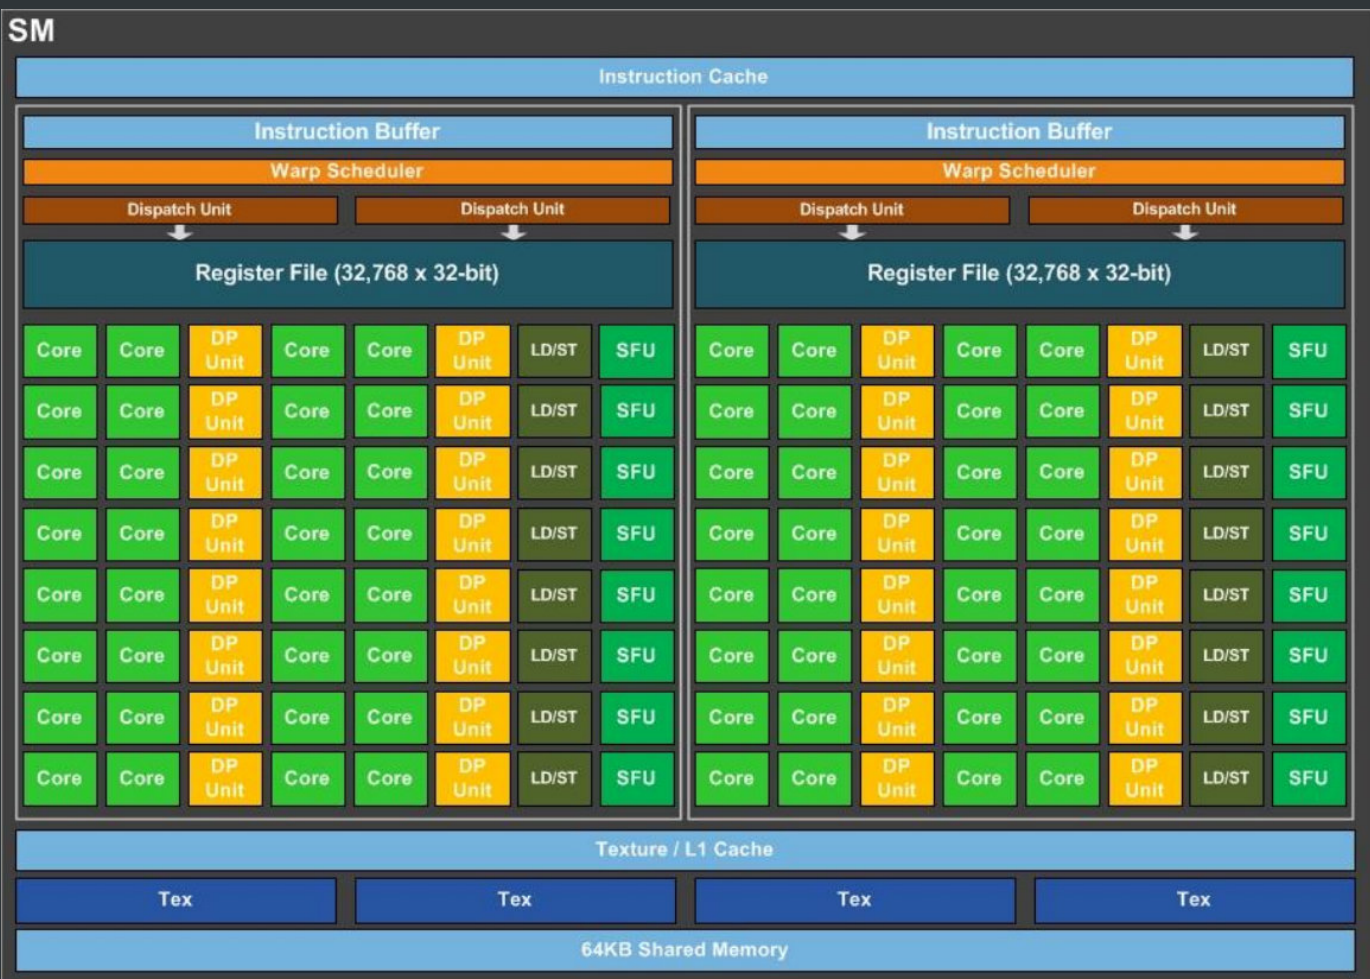 SM
Instruction Cache
Instruction Buffer
Warp Scheduler
Dispatch Unit Dispatch Unit
Register File (32,768 x 32-bit)
Core Core DP Unit Core Core DP Unit LD/ST SFU
Core Core DP Unit Core Core DP Unit LD/ST SFU
Core Core DP Unit Core Core DP Unit LD/ST SFU
Core Core DP Unit Core Core DP Unit LD/ST SFU
Core Core DP Unit Core Core DP Unit LD/ST SFU
Core Core DP Unit Core Core DP Unit LD/ST SFU
Core Core DP Unit Core Core DP Unit LD/ST SFU
Core Core DP Unit Core Core DP Unit LD/ST SFU
Instruction Buffer
Warp Scheduler
Dispatch Unit Dispatch Unit
Register File (32,768 x 32-bit)
Core Core DP Unit Core Core DP Unit LD/ST SFU
Core Core DP Unit Core Core DP Unit LD/ST SFU
Core Core DP Unit Core Core DP Unit LD/ST SFU
Core Core DP Unit Core Core DP Unit LD/ST SFU
Core Core DP Unit Core Core DP Unit LD/ST SFU
Core Core DP Unit Core Core DP Unit LD/ST SFU
Core Core DP Unit Core Core DP Unit LD/ST SFU
Core Core DP Unit Core Core DP Unit LD/ST SFU
Texture / L1 Cache
Tex Tex Tex Tex
64KB Shared Memory